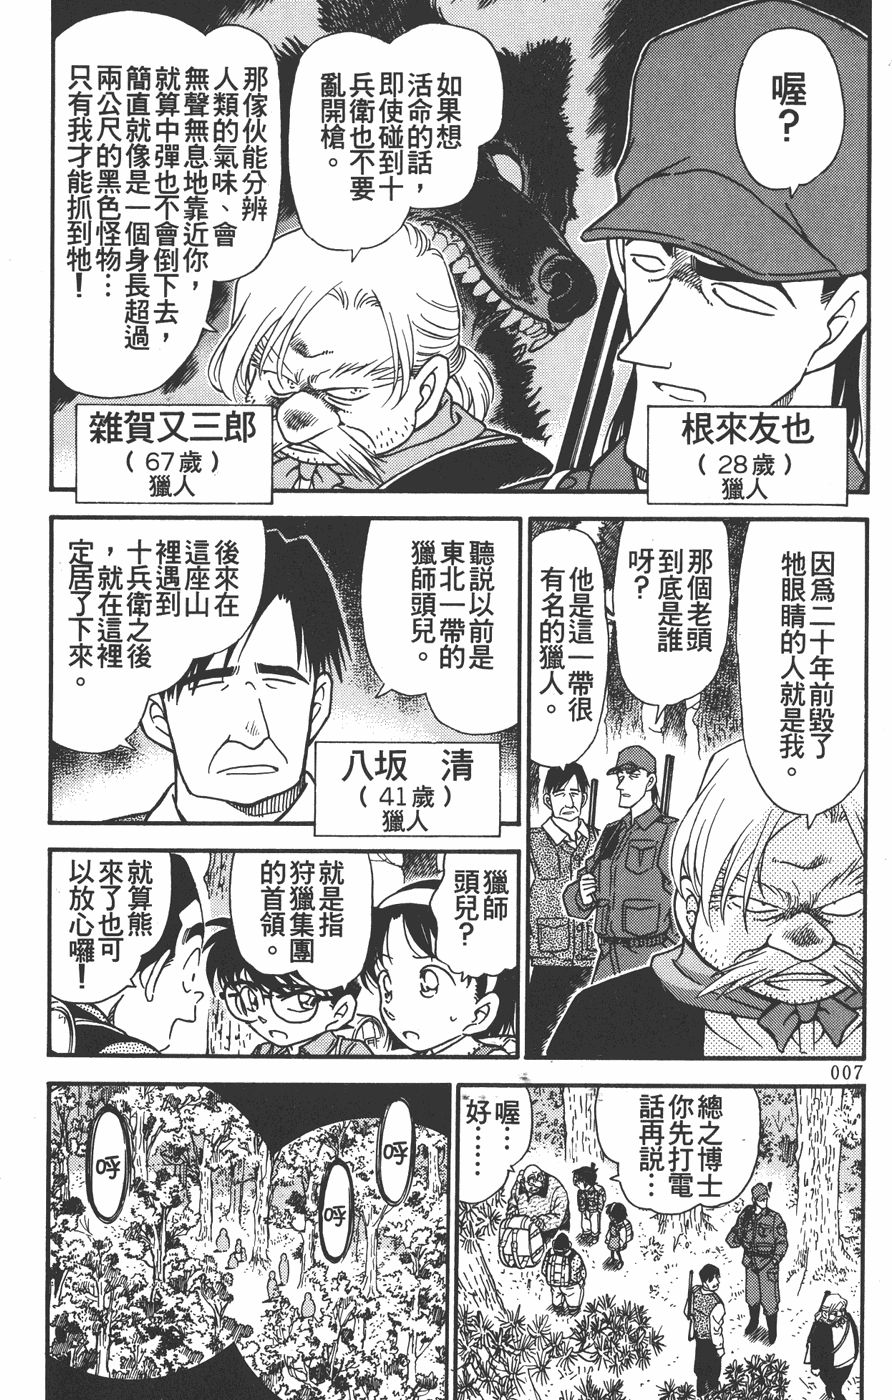 喔？
如果想
活命的話，
即使碰到十
兵衛也不要
亂開槍。
那傢伙能分辨
人類的氣味、會
無聲無息地靠近你，
就算中彈也不會倒下去，
簡直就像是一個身長超過
兩公尺的黑色怪物…
只有我才能抓到牠！
根來友也
（28歲）
獵人
雜賀又三郎
（67歲）
獵人
因為二十年前毀了
牠眼睛的人就是我。
那個老頭
到底是誰
呀？
他是這一帶很
有名的獵人。
聽說以前是
東北一帶的
獵師頭兒。
後來在
這座山
裡遇到
十兵衛之後
，就在這裡
定居了下來。
八坂　清
（41歲）
獵人
獵師
頭兒？
就是指
狩獵集團
的首領。
就算熊
來了也可
以放心囉！
007
總之博士
你先打電
話再說…
喔…
好……
呼
呼
呼